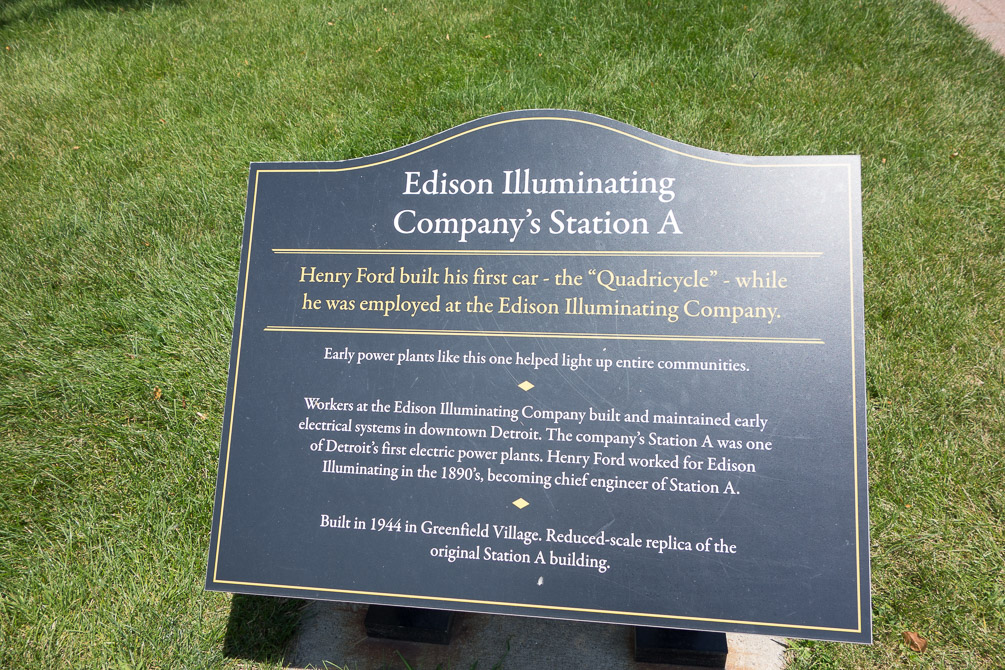 Edison Illuminating
Company’s Station A
Henry Ford built his first car - the “Quadricycle” - while
he was employed at the Edison Illuminating Company.
Early power plants like this one helped light up entire communities.
Workers at the Edison Illuminating Company built and maintained early
electrical systems in downtown Detroit. The company’s Station A was one
of Detroit’s first electric power plants. Henry Ford worked for Edison
Illuminating in the 1890’s, becoming chief engineer of Station A.
Built in 1944 in Greenfield Village. Reduced-scale replica of the
original Station A building.